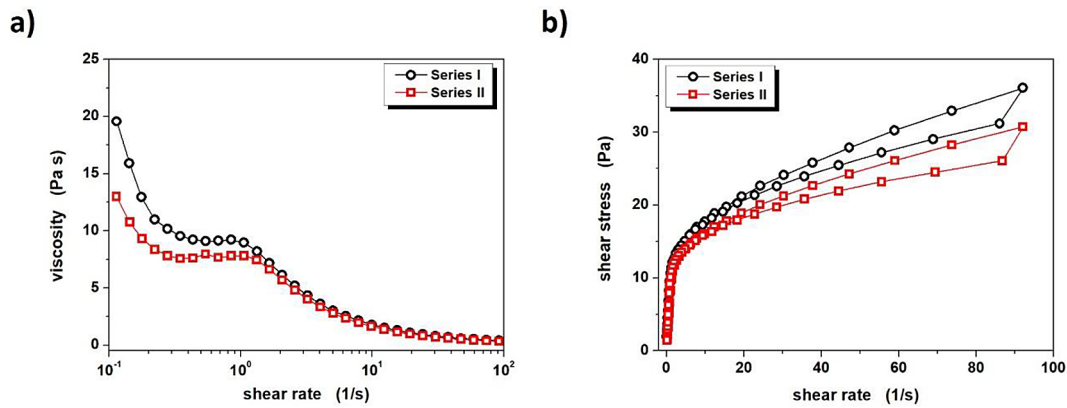 a)
25
20
15
10
5
0
viscosity (Pa s)
Series I
Series II
10⁻¹ 10⁰ 10¹ 10²
shear rate (1/s)
b)
40
30
20
10
0
shear stress (Pa)
Series I
Series II
0 20 40 60 80 100
shear rate (1/s)